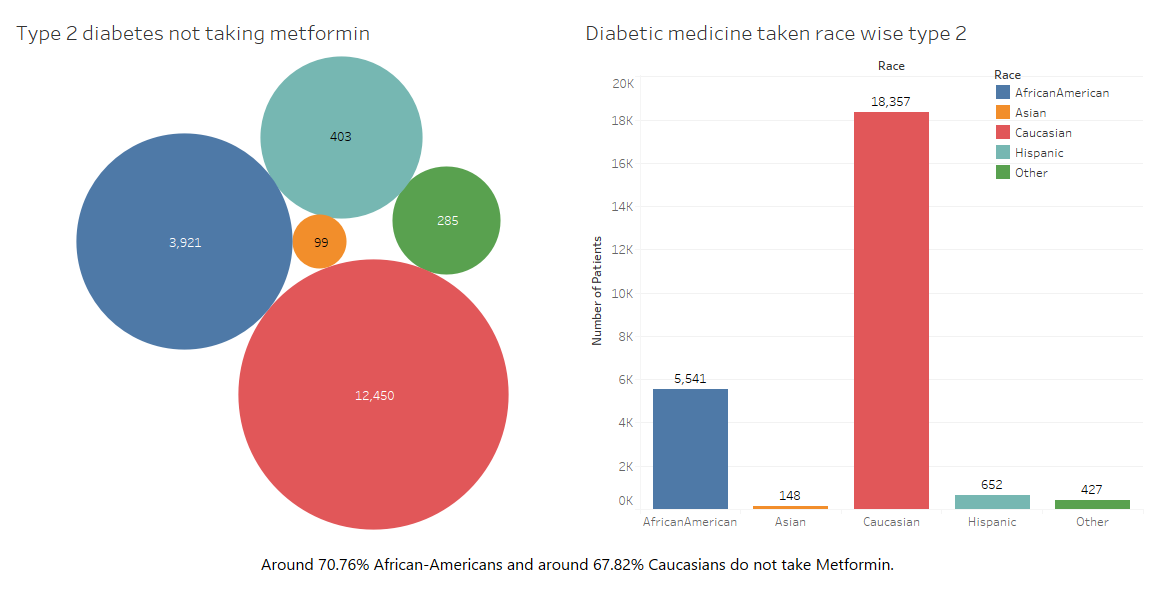 Type 2 diabetes not taking metformin
403
3,921
99
285
12,450
Diabetic medicine taken race wise type 2
Race
Race
AfricanAmerican
Asian
Caucasian
Hispanic
Other
Number of Patients
20K
18K
16K
14K
12K
10K
8K
6K
4K
2K
0K
5,541
148
18,357
652
427
AfricanAmerican
Asian
Caucasian
Hispanic
Other
Around 70.76% African-Americans and around 67.82% Caucasians do not take Metformin.